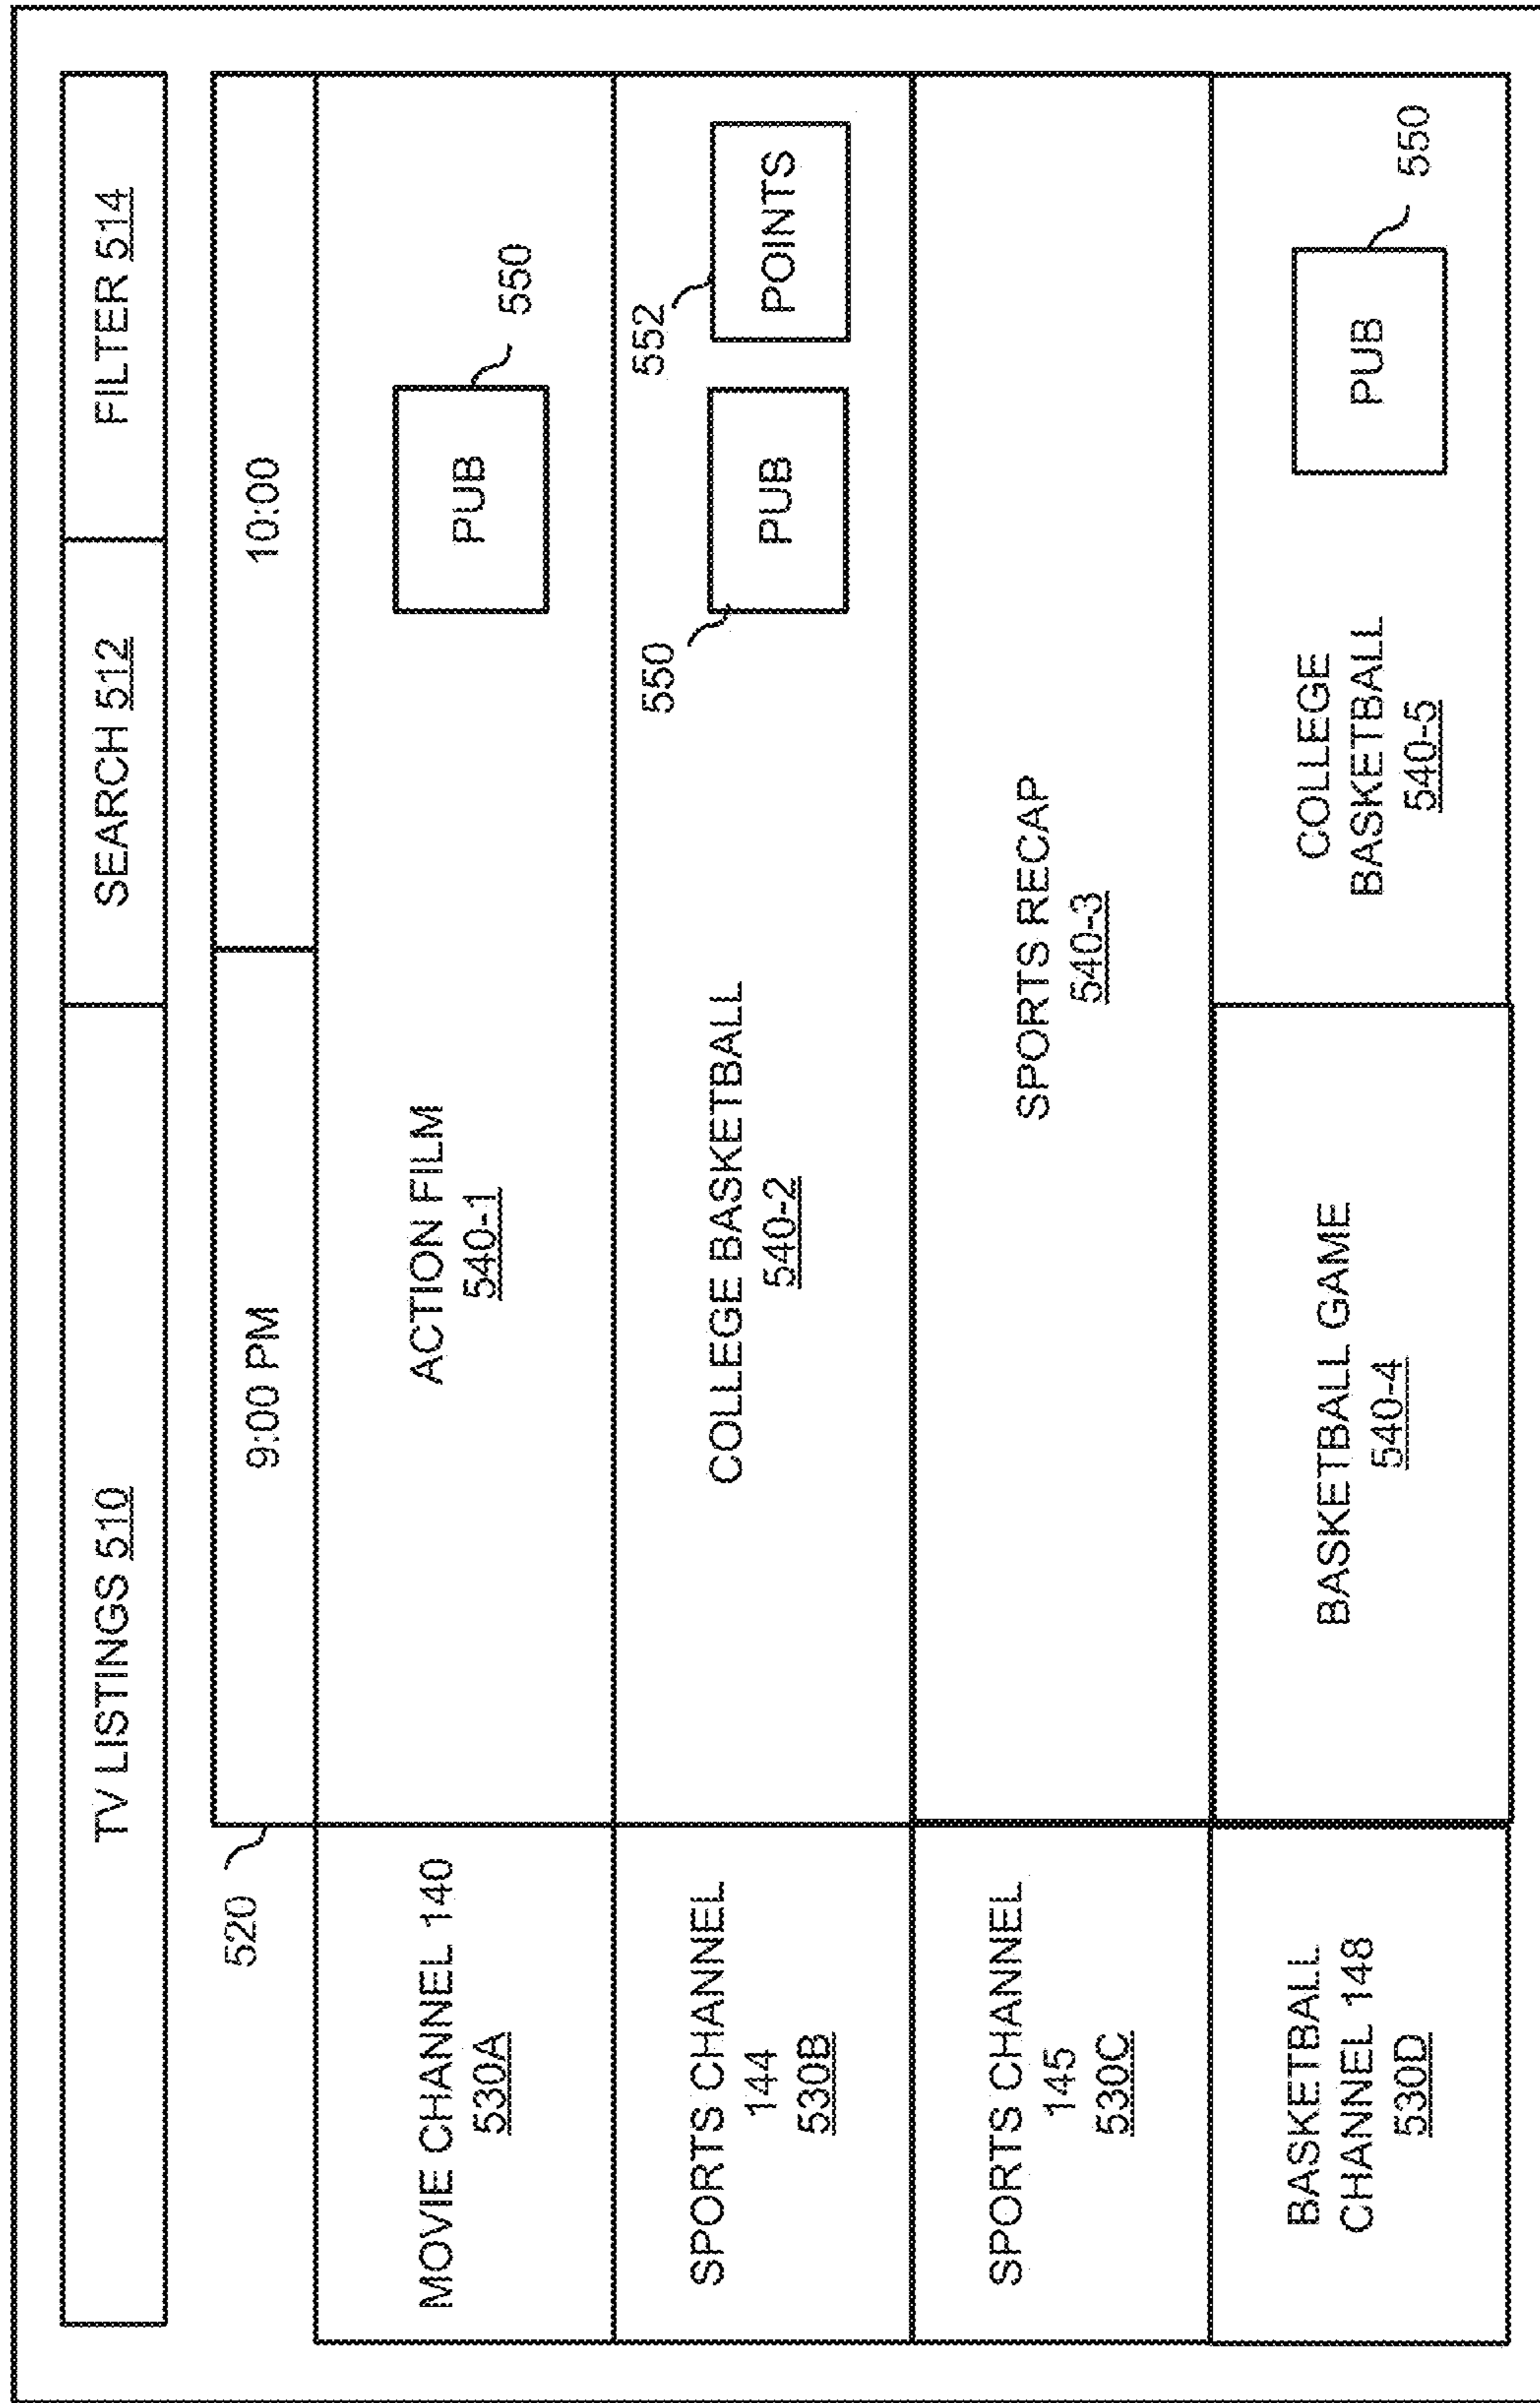 TV LISTINGS 510
SEARCH 512
FILTER 514
520
9:00 PM
10:00
MOVIE CHANNEL 140
530A
ACTION FILM
540-1
PUB
550
SPORTS CHANNEL
144
530B
COLLEGE BASKETBALL
540-2
550
PUB
552
POINTS
SPORTS CHANNEL
145
530C
SPORTS RECAP
540-3
BASKETBALL
CHANNEL 148
530D
BASKETBALL GAME
540-4
COLLEGE
BASKETBALL
540-5
PUB
550